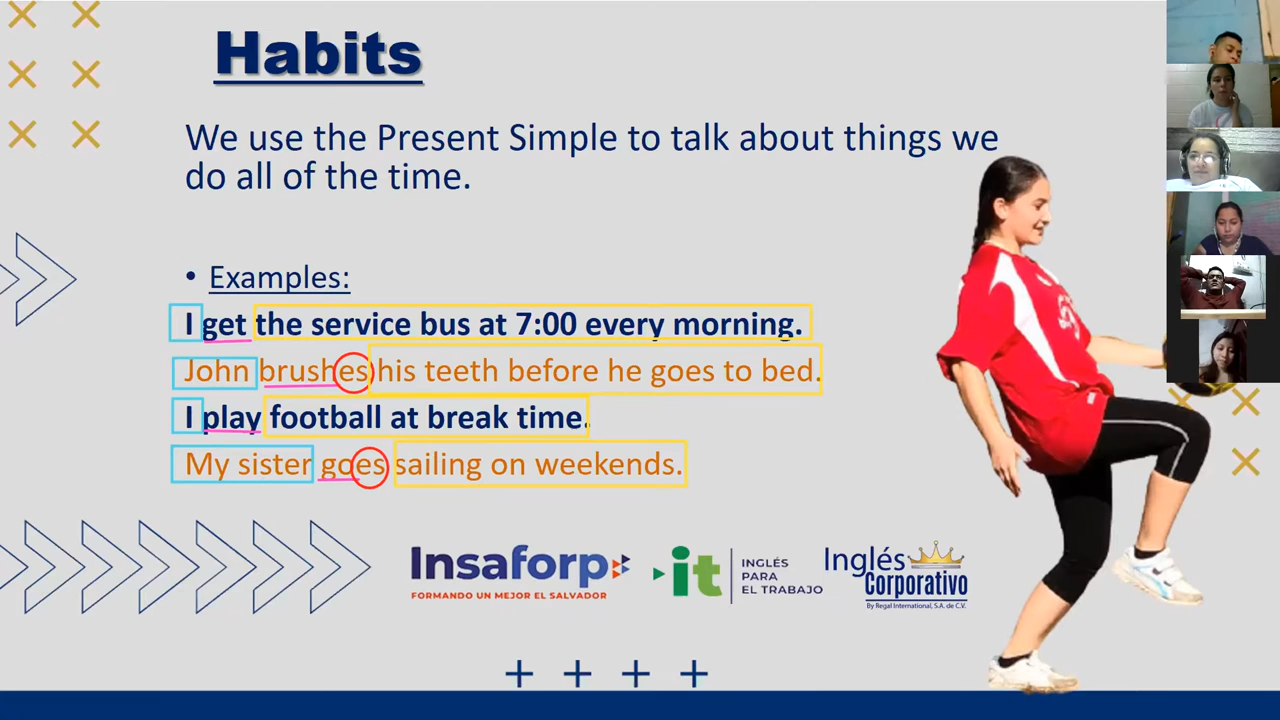 Habits
We use the Present Simple to talk about things we
do all of the time.
• Examples:
I get the service bus at 7:00 every morning.
John brushes his teeth before he goes to bed.
I play football at break time.
My sister goes sailing on weekends.
Insaforp
FORMANDO UN MEJOR EL SALVADOR
it
INGLÉS
PARA
EL TRABAJO
Inglés
Corporativo
By Regal International, S.A. de C.V.